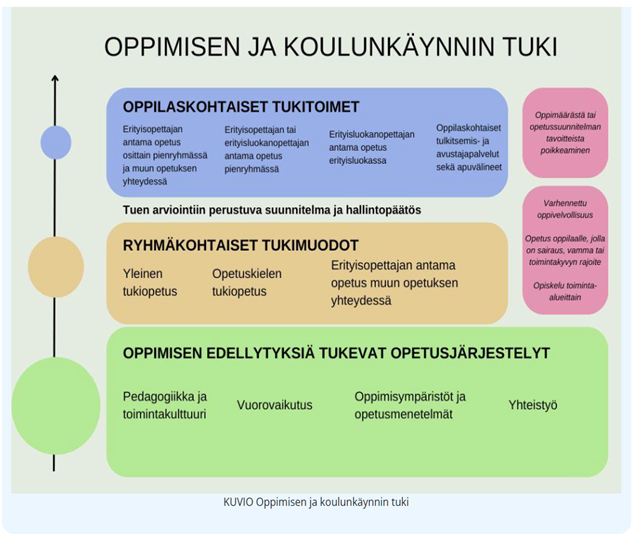 OPPIMISEN JA KOULUNKÄYNNIN TUKI
OPPILASKOHTAISET TUKITOIMET
Erityisopettajan
antama opetus
osittain pienryhmässä
ja muun opetuksen
yhteydessä
Erityisopettajan tai
erityisluokanopettajan
antama opetus
pienryhmässä
Erityisluokanopettajan
antama opetus
erityisluokassa
Oppilaskohtaiset
tulkitsemis- ja
avustajapalvelut
sekä apuvälineet
Oppimäärästä tai
opetussuunnitelman
tavoitteista
poikkeaminen
Tuen arviointiin perustuva suunnitelma ja hallintopäätös
RYHMÄKOHTAISET TUKIMUODOT
Yleinen
tukiopetus
Opetuskielen
tukiopetus
Erityisopettajan antama
opetus muun opetuksen
yhteydessä
Varhennettu
oppivelvollisuus
Opetus oppilaalle, jolla
on sairaus, vamma tai
toimintakyvyn rajoite
Opiskelu toiminta-
alueittain
OPPIMISEN EDELLYTYKSIÄ TUKEVAT OPETUSJÄRJESTELYT
Pedagogiikka ja
toimintakulttuuri
Vuorovaikutus
Oppimisympäristöt ja
opetusmenetelmät
Yhteistyö
KUVIO Oppimisen ja koulunkäynnin tuki